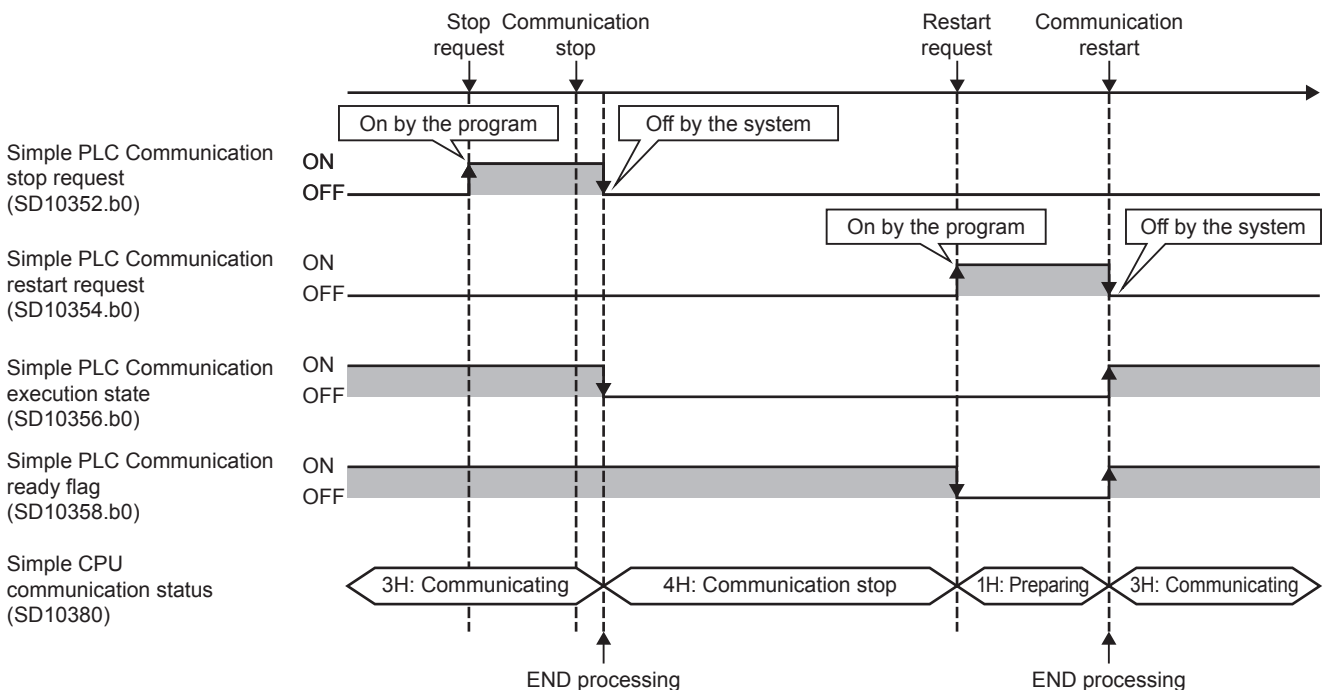 Stop request
Communication stop
Restart request
Communication restart
On by the program
Off by the system
Simple PLC Communication
stop request
(SD10352.b0)
ON
OFF
On by the program
Off by the system
Simple PLC Communication
restart request
(SD10354.b0)
ON
OFF
Simple PLC Communication
execution state
(SD10356.b0)
ON
OFF
Simple PLC Communication
ready flag
(SD10358.b0)
ON
OFF
Simple CPU
communication status
(SD10380)
3H: Communicating
4H: Communication stop
1H: Preparing
3H: Communicating
END processing
END processing